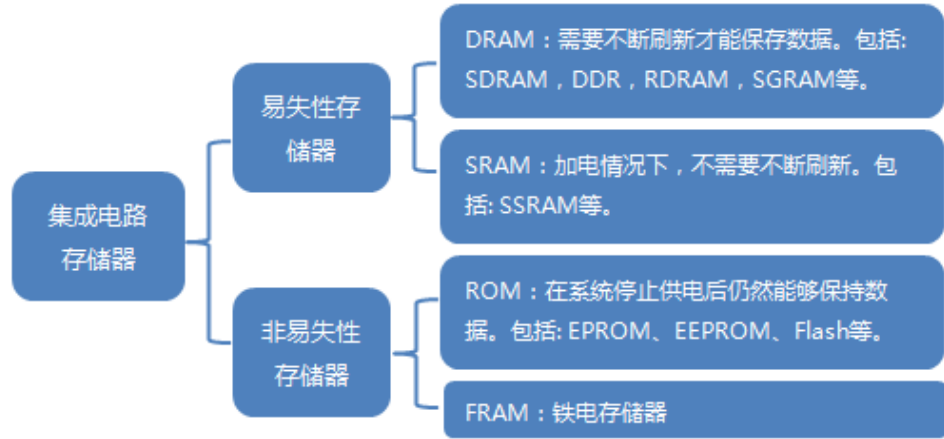 集成电路
存储器
易失性存
储器
DRAM：需要不断刷新才能保存数据。包括:
SDRAM，DDR，RDRAM，SGRAM等。
SRAM：加电情况下，不需要不断刷新。包
括: SSRAM等。
非易失性
存储器
ROM：在系统停止供电后仍然能够保持数
据。包括: EPROM、EEPROM、Flash等。
FRAM：铁电存储器